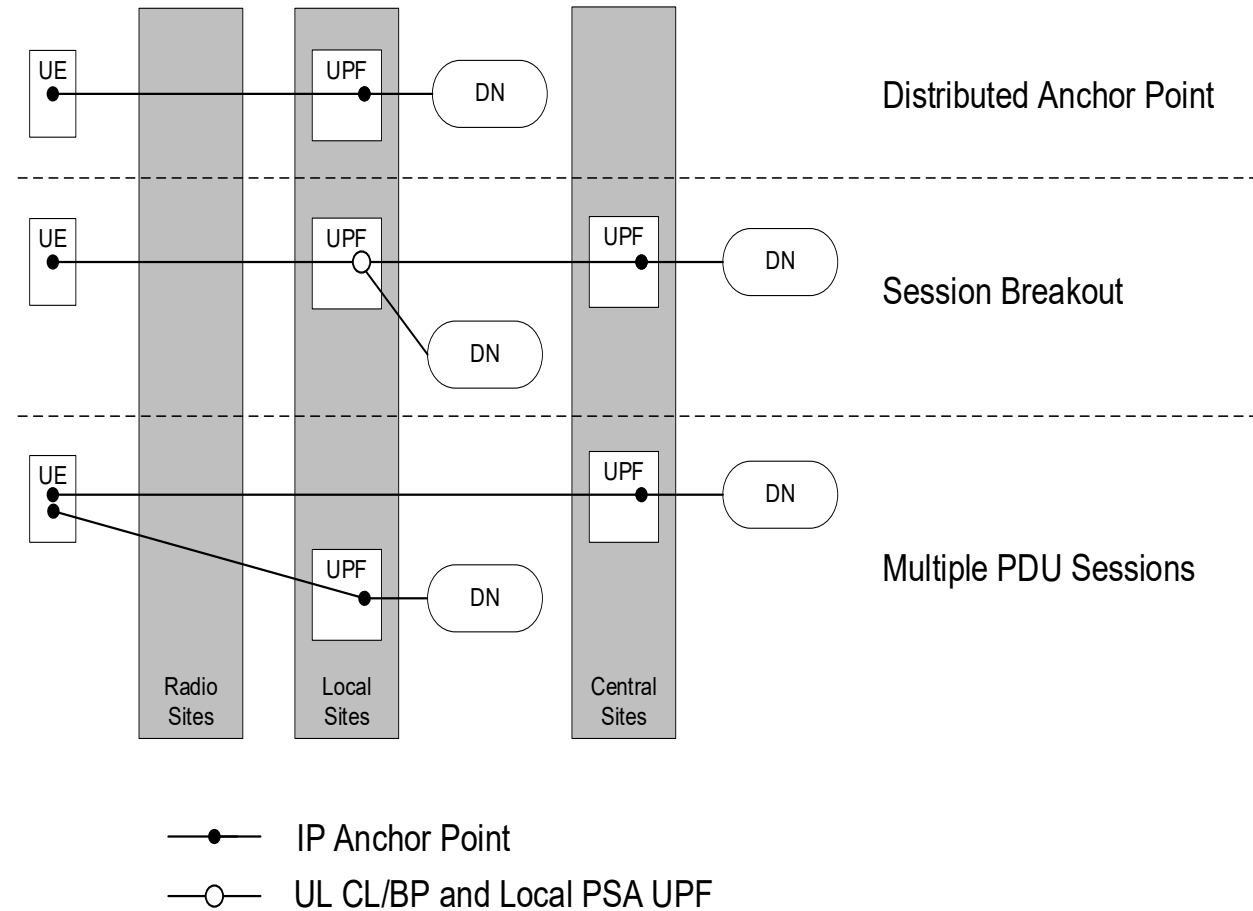 UE
UPF
DN
Distributed Anchor Point
UE
UPF
UPF
DN
Session Breakout
DN
UE
UPF
DN
UPF
DN
Multiple PDU Sessions
Radio
Sites
Local
Sites
Central
Sites
IP Anchor Point
UL CL/BP and Local PSA UPF